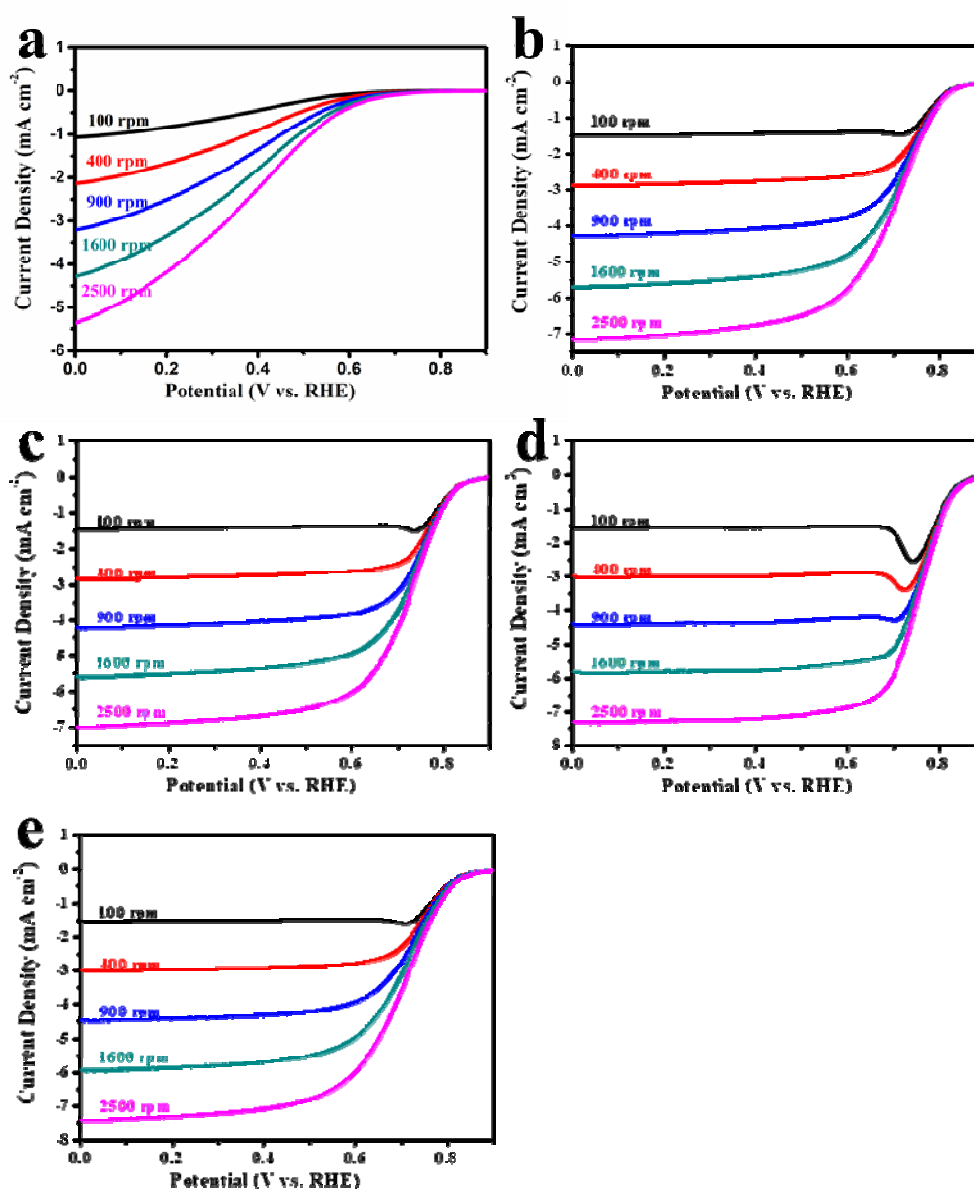 a
1
0
-1
-2
-3
-4
-5
-6
Current Density (mA cm-2)
100 rpm
400 rpm
900 rpm
1600 rpm
2500 rpm
0.0 0.2 0.4 0.6 0.8
Potential (V vs. RHE)
b
1
0
-1
-2
-3
-4
-5
-6
-7
Current Density (mA cm-2)
100 rpm
400 rpm
900 rpm
1600 rpm
2500 rpm
0.0 0.2 0.4 0.6 0.8
Potential (V vs. RHE)
c
1
0
-1
-2
-3
-4
-5
-6
-7
Current Density (mA cm-2)
100 rpm
400 rpm
900 rpm
1600 rpm
2500 rpm
0.0 0.2 0.4 0.6 0.8
Potential (V vs. RHE)
d
1
0
-1
-2
-3
-4
-5
-6
-7
8
Current Density (mA cm-2)
100 rpm
400 rpm
900 rpm
1600 rpm
2500 rpm
0.0 0.2 0.4 0.6 0.8
Potential (V vs. RHE)
e
1
0
-1
-2
-3
-4
-5
-6
-7
-8
Current Density (mA cm-2)
100 rpm
400 rpm
900 rpm
1600 rpm
2500 rpm
0.0 0.2 0.4 0.6 0.8
Potential (V vs. RHE)